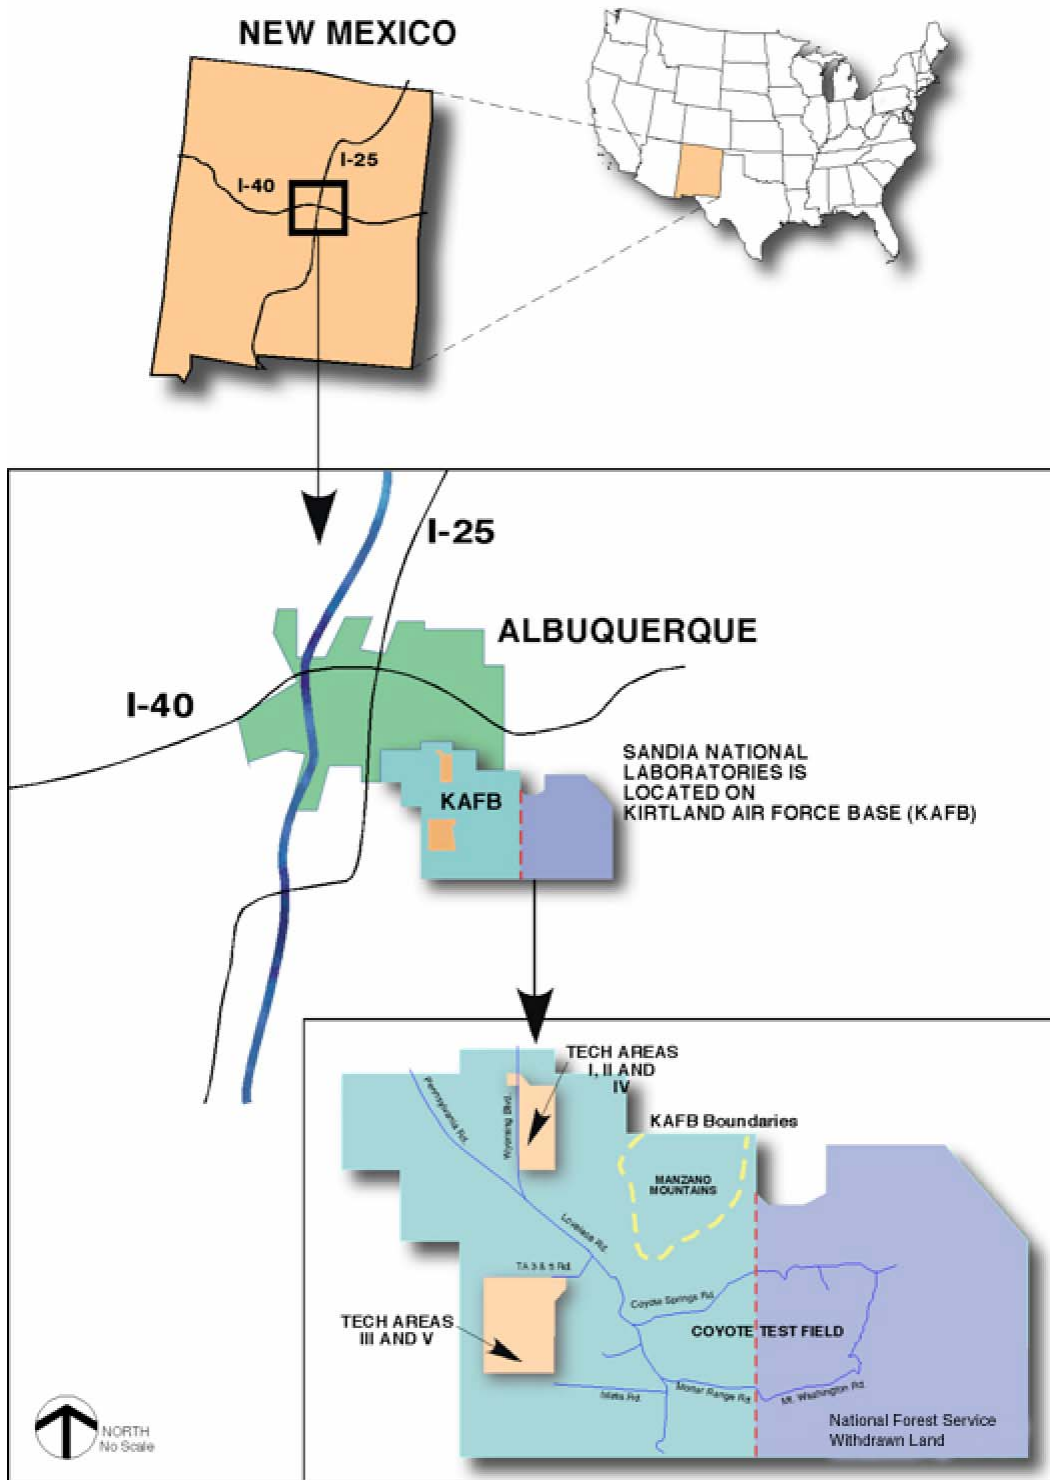 NEW MEXICO
I-25
I-40
I-25
ALBUQUERQUE
I-40
SANDIA NATIONAL
LABORATORIES IS
LOCATED ON
KIRTLAND AIR FORCE BASE (KAFB)
KAFB
TECH AREAS
I, II AND
IV
KAFB Boundaries
Pennsylvania Rd.
Wyoming Blvd.
MANZANO
MOUNTAINS
Lovelace Rd.
TA 3 & 5 Rd.
Coyote Springs Rd.
TECH AREAS
III AND V
COYOTE TEST FIELD
Isleta Rd.
Mortar Range Rd.
Mt. Washington Rd.
National Forest Service
Withdrawn Land
NORTH
No Scale